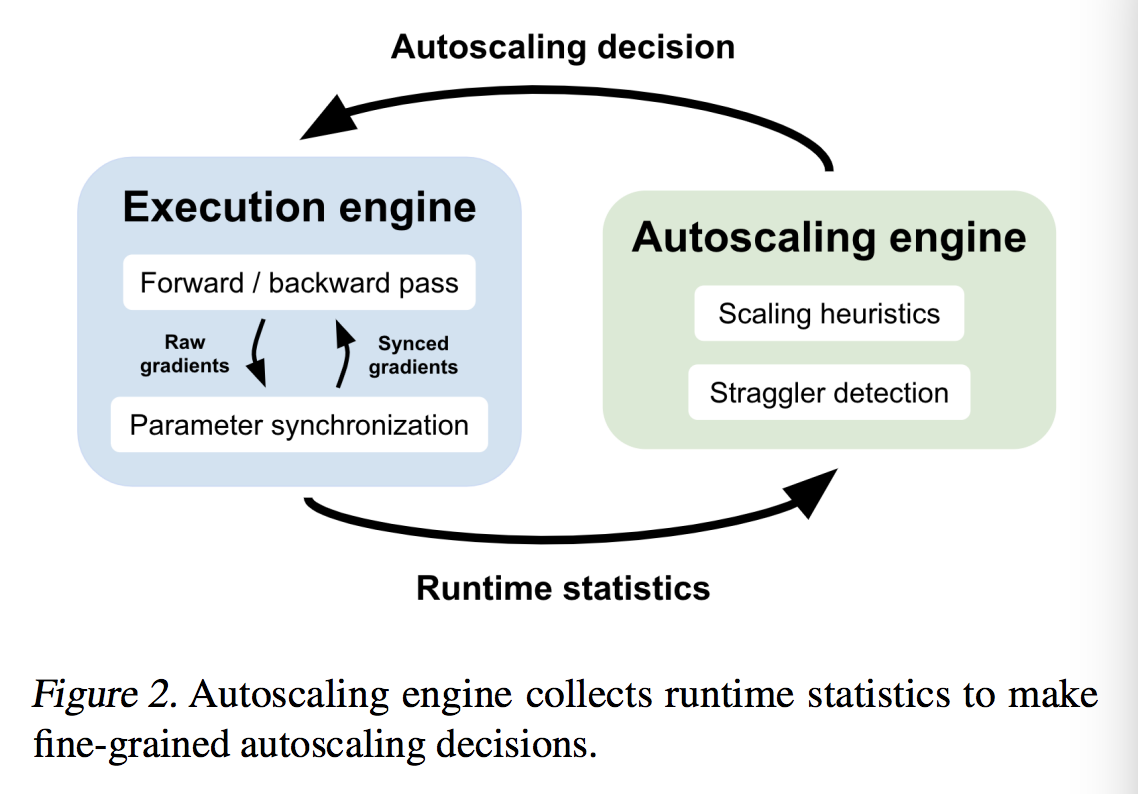 Autoscaling decision
Execution engine
Forward / backward pass
Raw
gradients
Synced
gradients
Parameter synchronization
Autoscaling engine
Scaling heuristics
Straggler detection
Runtime statistics
Figure 2. Autoscaling engine collects runtime statistics to make
fine-grained autoscaling decisions.